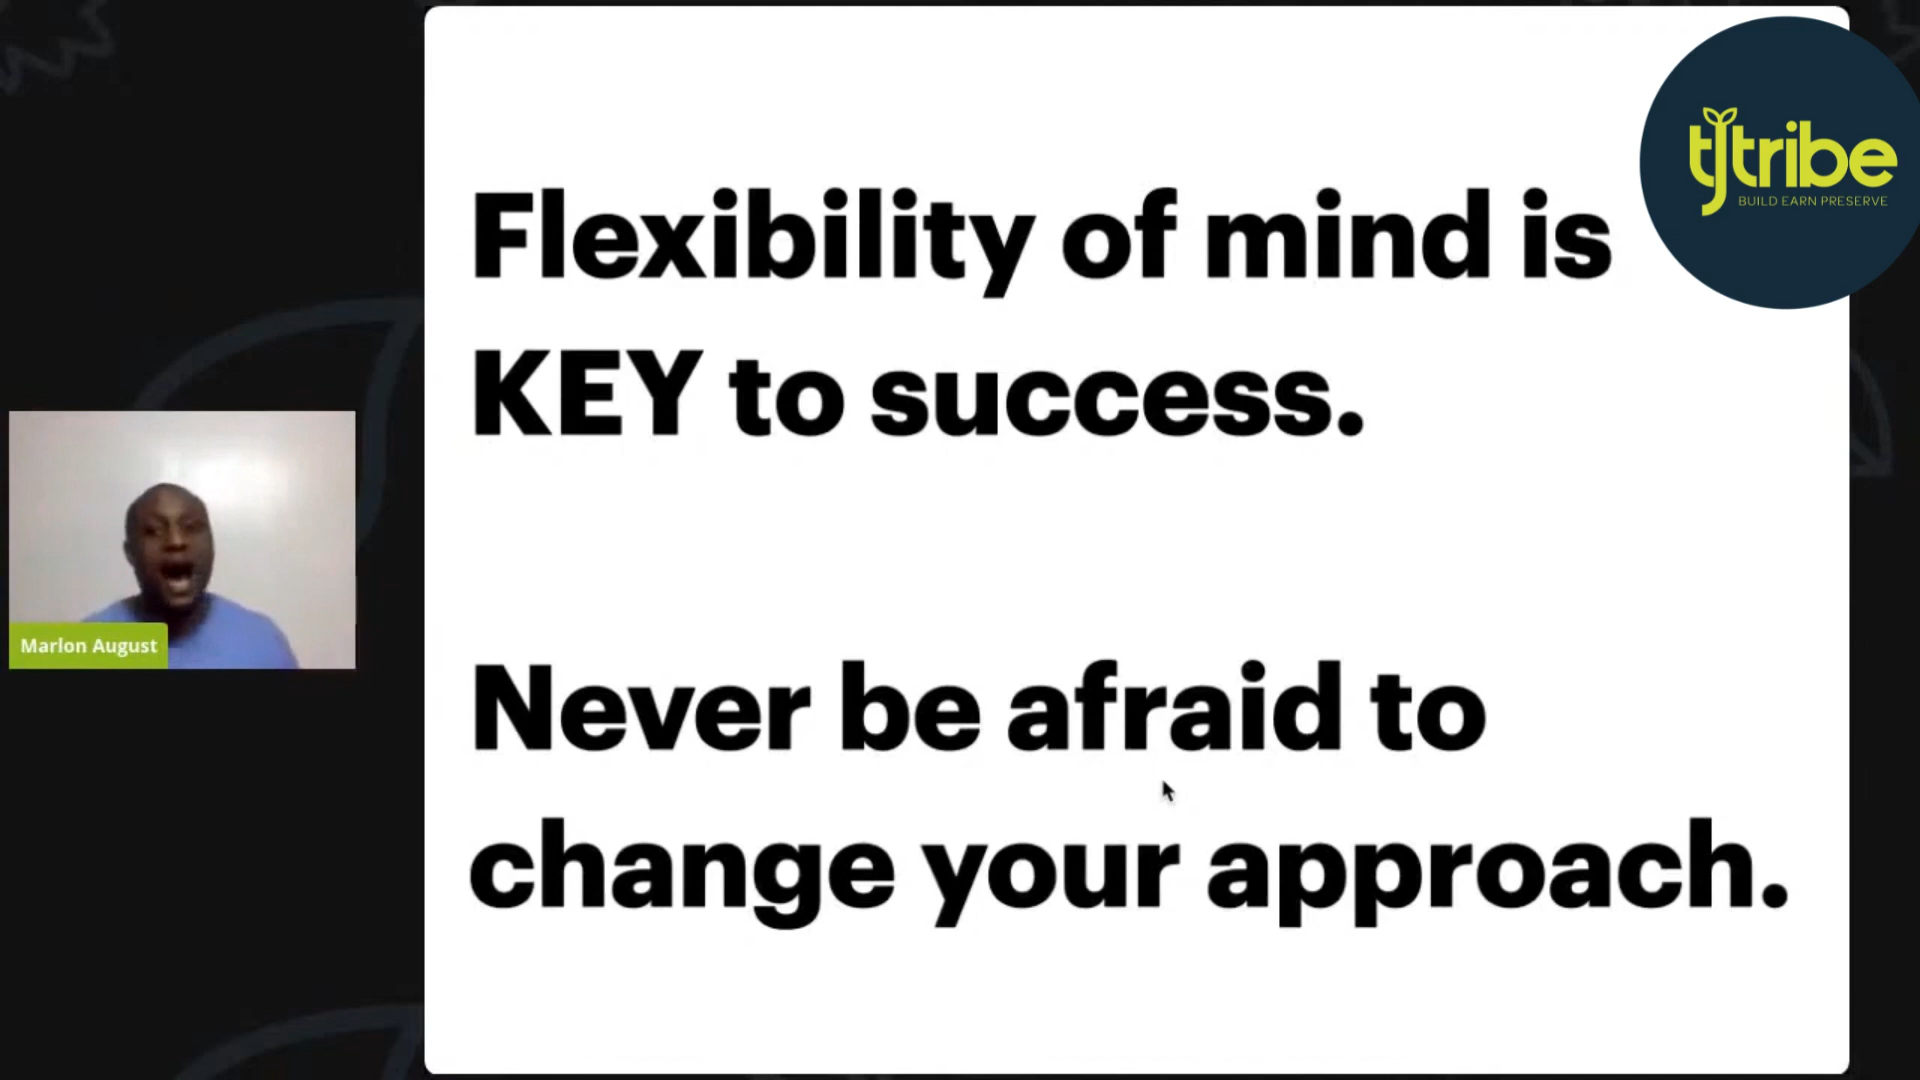 Flexibility of mind is
KEY to success.
Never be afraid to
change your approach.
tjtribe
BUILD EARN PRESERVE
Marlon August